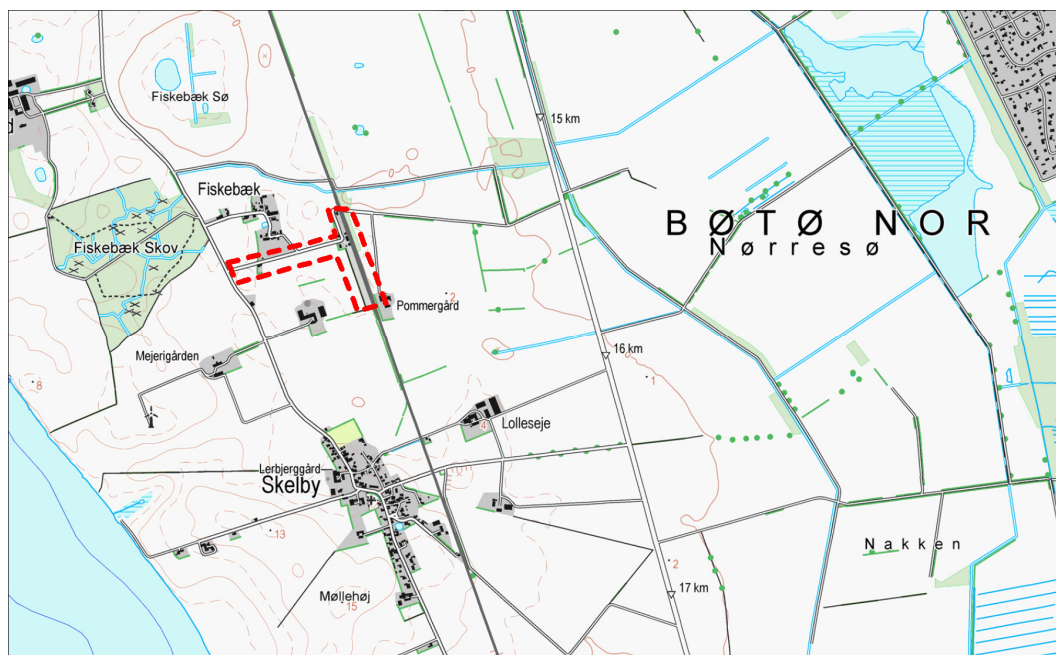 Fiskebæk Sø
15 km
Fiskebæk
BØTØ NOR
Nørresø
Fiskebæk Skov
2
Pommergård
16 km
Mejerigården
8
1
4
Lolleseje
Lerbjerggård
Skelby
13
Nakken
2
17 km
Møllehøj
15